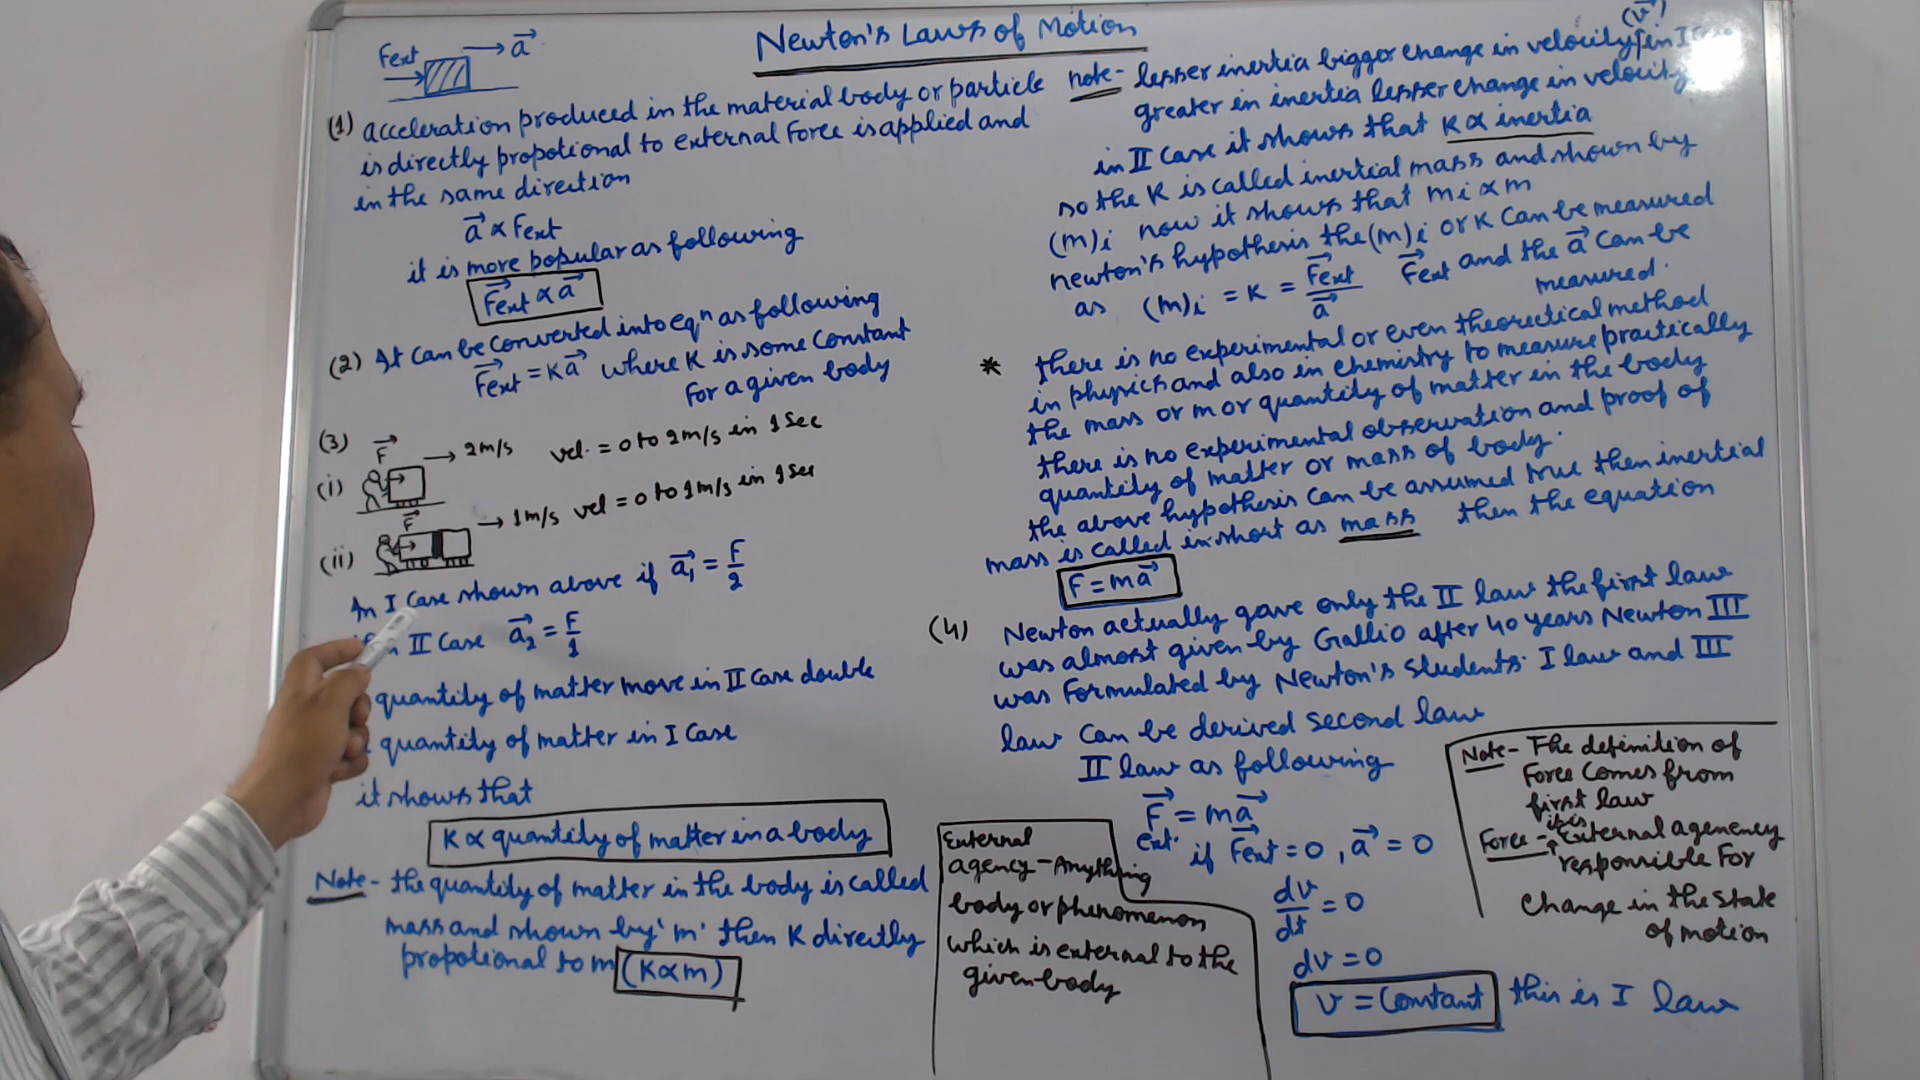 Newton's Laws of Motion
Fext a
(1) acceleration produced in the material body or particle
is directly propotional to external Force is applied and
in the same direction
a ∝ Fext
it is more popular as following
Fext ∝ a
(2) It can be converted into eqn as following
Fext = Ka where K is some constant
for a given body
(3)
(i) F → 2m/s vel. = 0 to 2m/s in 1 Sec
(ii) F → 1m/s vel = 0 to 1m/s in 1 Sec
In I Case shown above if a1 = F/2
II Case a2 = F/1
quantity of matter move in II Case double
quantity of matter in I Case
it shows that
K ∝ quantity of matter in a body
Note - the quantity of matter in the body is called
mass and shown by 'm' then K directly
propotional to m (K∝m)
note - lesser inertia bigger change in velocity (v) in I Case
greater in inertia lesser change in velocity
in II Case it shows that K ∝ inertia
so the K is called inertial mass and shown by
(m)i now it shows that mi ∝ m
newton's hypothesis the (m)i or K can be measured
as (m)i = K = Fext/a Fext and the a can be
measured.
* there is no experimental or even theorectical method
in physics and also in chemistry to measure practically
the mass or m or quantity of matter in the body
there is no experimental observation and proof of
quantity of matter or mass of body.
the above hypothesis can be assumed true then inertial
mass is called in short as mass then the equation
F = ma
(4) Newton actually gave only the II law the first law
was almost given by Gallio after 40 years Newton III
was formulated by Newton's students. I law and III
law can be derived second law
II law as following
F = ma
ext.
if Fext = 0, a = 0
dv/dt = 0
dv = 0
v = Constant this is I law
External
agency - Anything
body or phenomenon
which is external to the
given body
Note - The definition of
Force comes from
first law
it is
Force - External agenency
responsible For
change in the state
of motion